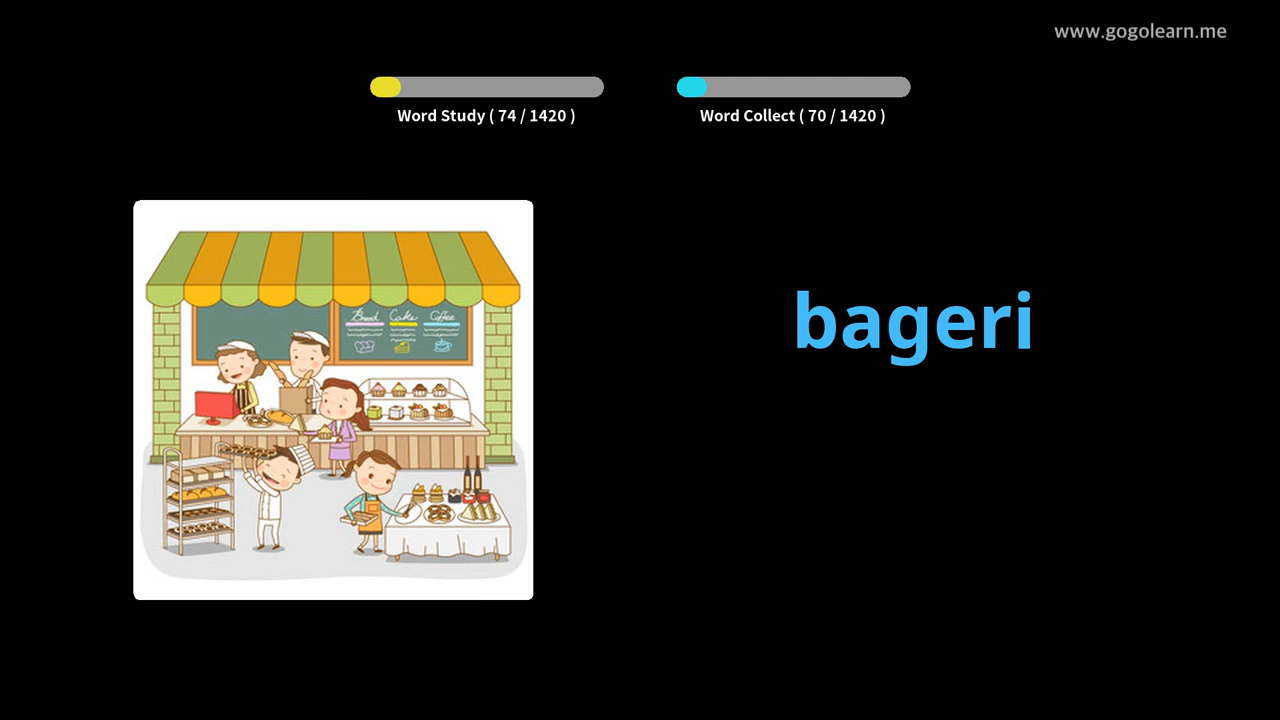 www.gogolearn.me
Word Study ( 74 / 1420 )
Word Collect ( 70 / 1420 )
Bread Cake Coffee
bageri